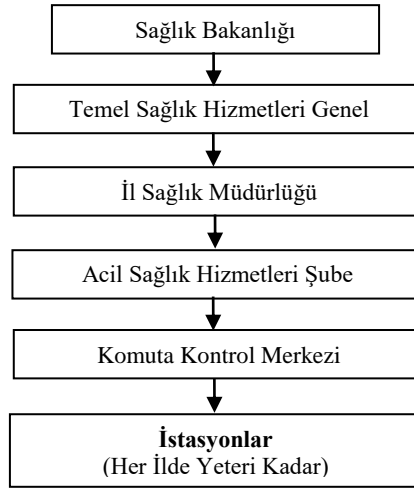 Sağlık Bakanlığı
Temel Sağlık Hizmetleri Genel
İl Sağlık Müdürlüğü
Acil Sağlık Hizmetleri Şube
Komuta Kontrol Merkezi
İstasyonlar
(Her İlde Yeteri Kadar)